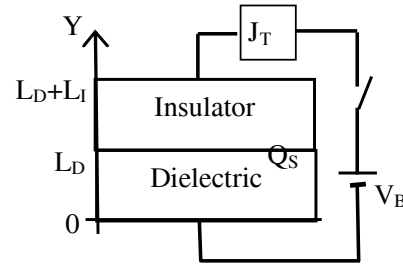 Y
J_T
L_D+L_I
Insulator
Q_S
L_D
Dielectric
V_B
0